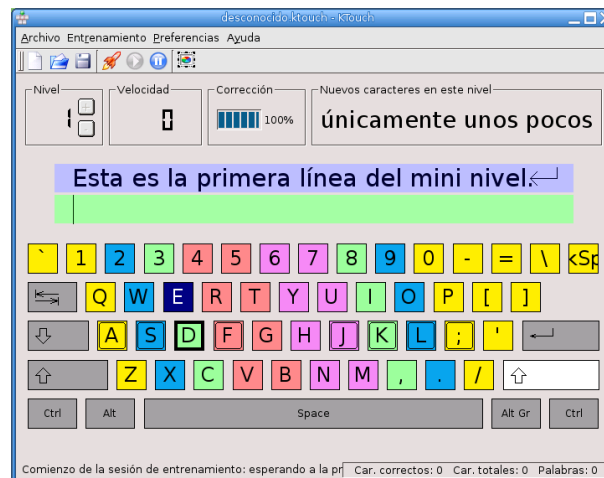 desconocido.ktouch - KTouch
Archivo Entrenamiento Preferencias Ayuda
Nivel
Velocidad
Corrección
Nuevos caracteres en este nivel
1
0
100%
únicamente unos pocos
Esta es la primera línea del mini nivel.
` 1 2 3 4 5 6 7 8 9 0 - = \ <Sp
Q W E R T Y U I O P [ ]
A S D F G H J K L ; '
Z X C V B N M , . /
Ctrl Alt Space Alt Gr Ctrl
Comienzo de la sesión de entrenamiento: esperando a la pr Car. correctos: 0 Car. totales: 0 Palabras: 0